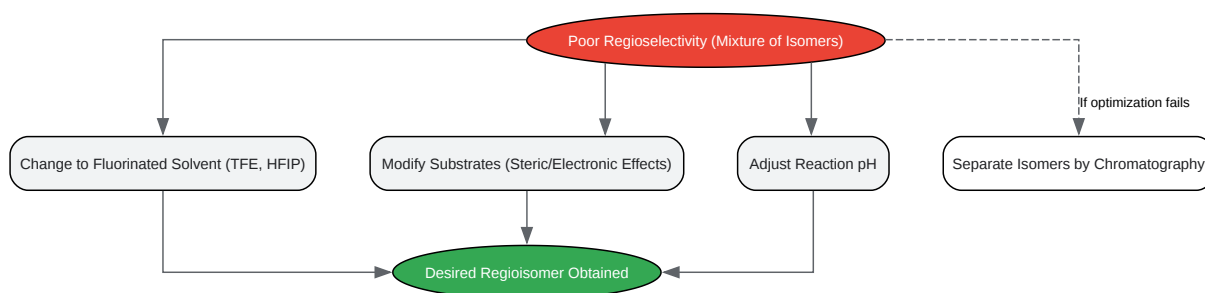 Poor Regioselectivity (Mixture of Isomers)
If optimization fails
Change to Fluorinated Solvent (TFE, HFIP)
Modify Substrates (Steric/Electronic Effects)
Adjust Reaction pH
Separate Isomers by Chromatography
Desired Regioisomer Obtained